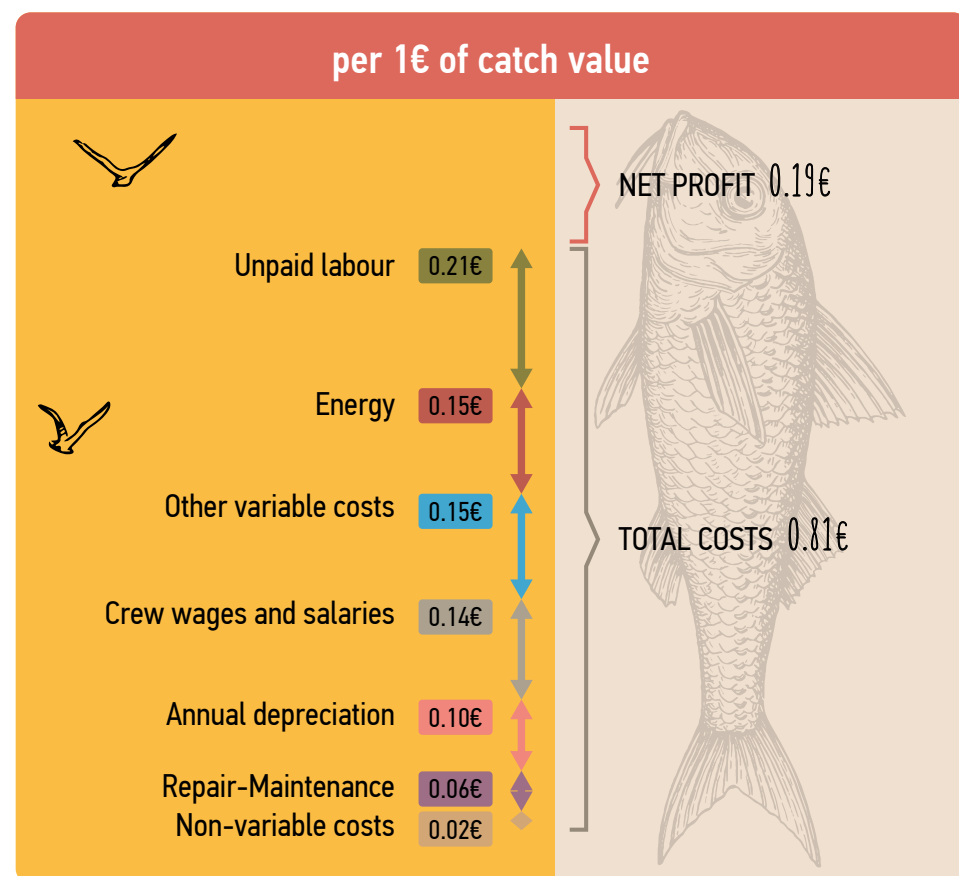 per 1€ of catch value
NET PROFIT 0.19€
Unpaid labour 0.21€
Energy 0.15€
Other variable costs 0.15€
TOTAL COSTS 0.81€
Crew wages and salaries 0.14€
Annual depreciation 0.10€
Repair-Maintenance 0.06€
Non-variable costs 0.02€